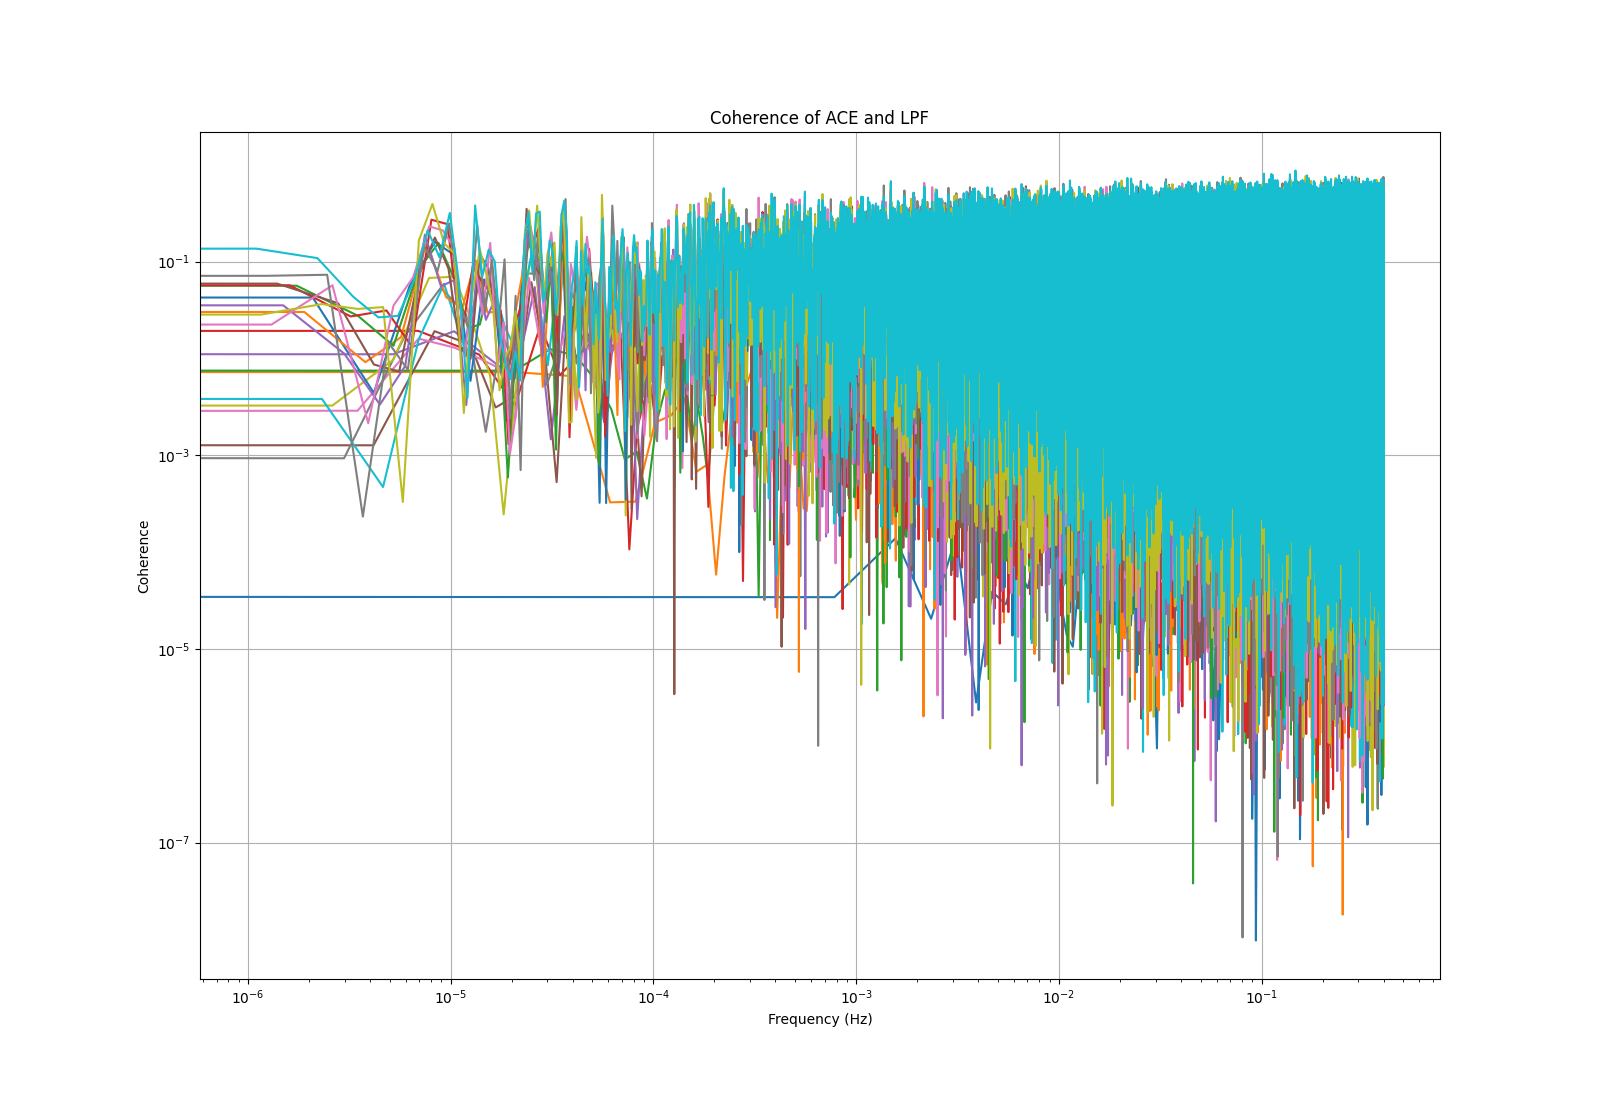 Coherence of ACE and LPF
Coherence
10⁻¹
10⁻³
10⁻⁵
10⁻⁷
10⁻⁶ 10⁻⁵ 10⁻⁴ 10⁻³ 10⁻² 10⁻¹
Frequency (Hz)